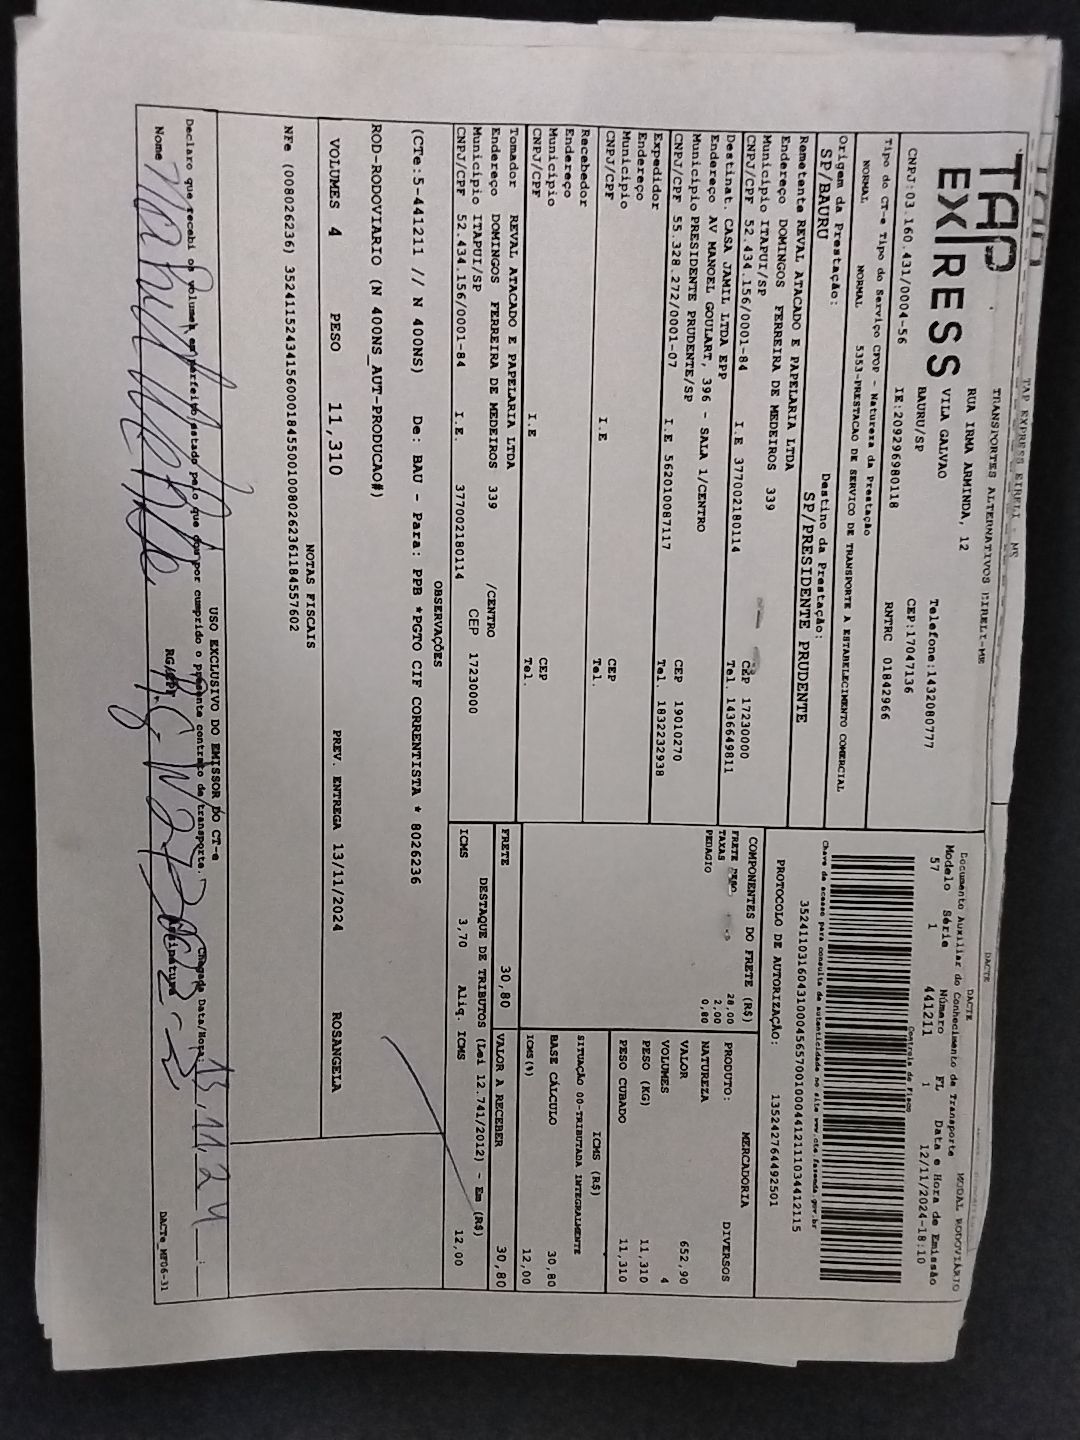 TAP EXPRESS EIRELI - ME
TRANSPORTES ALTERNATIVOS EIRELI-ME
TAP
EXPRESS
RUA IRMA ARMINDA, 12
VILA GALVAO
BAURU/SP
Telefone:1432080777
CEP:17047136
CNPJ:03.160.431/0004-56
IE:209296980118
RNTRC 01842966
Tipo do CT-e Tipo do Serviço CFOP - Natureza da Prestação
NORMAL NORMAL 5353-PRESTACAO DE SERVICO DE TRANSPORTE A ESTABELECIMENTO COMERCIAL
Origem da Prestação: Destino da Prestação:
SP/BAURU SP/PRESIDENTE PRUDENTE
Remetente REVAL ATACADO E PAPELARIA LTDA
Endereço DOMINGOS FERREIRA DE MEDEIROS 339
Município ITAPUI/SP CEP 17230000
CNPJ/CPF 52.434.156/0001-84 I.E 377002180114 Tel. 1436649811
Destinat. CASA JAMIL LTDA EPP
Endereço AV MANOEL GOULART, 396 - SALA 1/CENTRO
Município PRESIDENTE PRUDENTE/SP CEP 19010270
CNPJ/CPF 55.328.272/0001-07 I.E 562010087117 Tel. 1832232938
Expedidor
Endereço
Município CEP
CNPJ/CPF I.E Tel.
Recebedor
Endereço
Município CEP
CNPJ/CPF I.E Tel.
Tomador REVAL ATACADO E PAPELARIA LTDA
Endereço DOMINGOS FERREIRA DE MEDEIROS 339 /CENTRO
Município ITAPUI/SP CEP 17230000
CNPJ/CPF 52.434.156/0001-84 I.E. 377002180114
DACTE
DACTE
Documento Auxiliar do Conhecimento de Transporte MODAL RODOVIÁRIO
Modelo Série Número FL Data e Hora de Emissão
57 1 441211 1 12/11/2024-18:10
Controle do Fisco
Chave de acesso para consulta de autenticidade no site www.cte.fazenda.gov.br
35241103160431000456570010004412111034412115
PROTOCOLO DE AUTORIZAÇÃO: 135242764492501
COMPONENTES DO FRETE (R$)
FRETE PESO 28,00
TAXAS 2,00
PEDAGIO 0,80
MERCADORIA
PRODUTO: DIVERSOS
NATUREZA
VALOR 652,90
VOLUMES 4
PESO (KG) 11,310
PESO CUBADO 11,310
ICMS (R$)
SITUAÇÃO 00-TRIBUTADA INTEGRALMENTE
BASE CÁLCULO 30,80
ICMS(%) 12,00
FRETE 30,80 VALOR A RECEBER 30,80
DESTAQUE DE TRIBUTOS (Lei 12.741/2012) - Em (R$)
ICMS 3,70 Aliq. ICMS 12,00
OBSERVAÇÕES
(CTe:5-441211 // N 400NS) De: BAU - Para: PPB *PGTO CIF CORRENTISTA * 8026236
ROD-RODOVIARIO (N 400NS_AUT-PRODUCAO#)
VOLUMES 4 PESO 11,310 PREV. ENTREGA 13/11/2024 ROSANGELA
NOTAS FISCAIS
NFe (008026236) 35241152434156000184550010080262361184557602
USO EXCLUSIVO DO EMISSOR DO CT-e
Declaro que recebi os volumes em perfeito estado pelo que dou por cumprido o presente contrato de transporte.
Chegada Data/Hora: 13.11.24 :
Nome RG/CPF Assinatura
DACTe_MF06-31